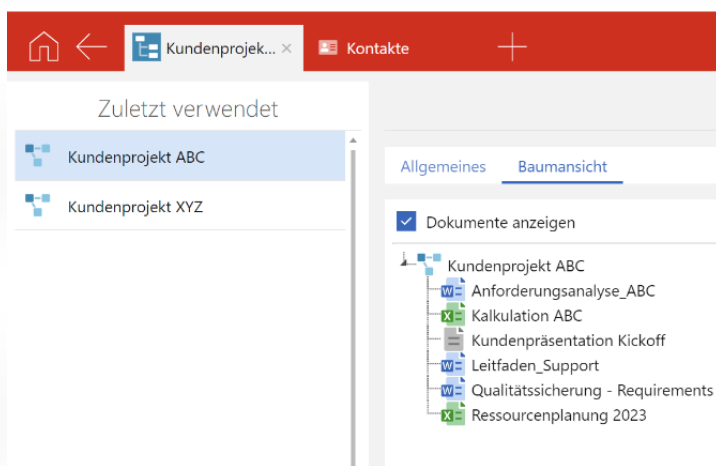 Kundenprojek...
Kontakte
Zuletzt verwendet
Kundenprojekt ABC
Kundenprojekt XYZ
Allgemeines
Baumansicht
Dokumente anzeigen
Kundenprojekt ABC
Anforderungsanalyse_ABC
Kalkulation ABC
Kundenpräsentation Kickoff
Leitfaden_Support
Qualitätssicherung - Requirements
Ressourcenplanung 2023